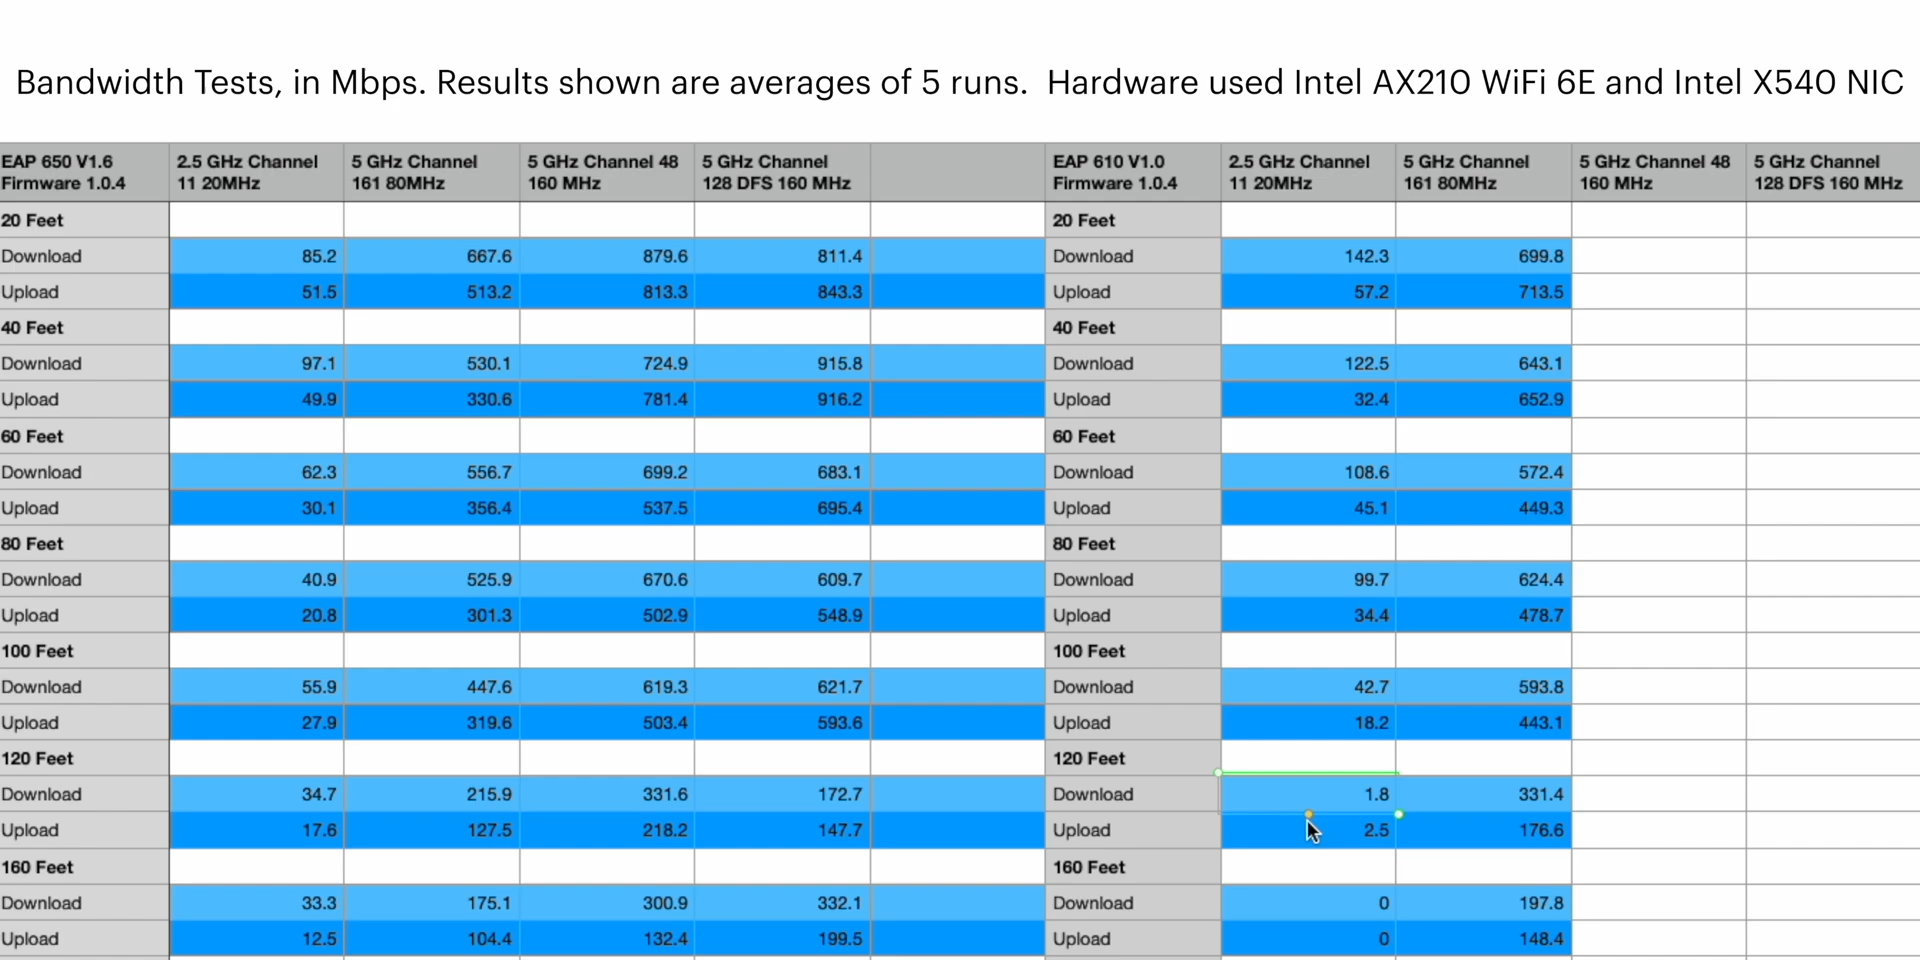 Bandwidth Tests, in Mbps. Results shown are averages of 5 runs.  Hardware used Intel AX210 WiFi 6E and Intel X540 NIC
EAP 650 V1.6 Firmware 1.0.4 2.5 GHz Channel 11 20MHz 5 GHz Channel 161 80MHz 5 GHz Channel 48 160 MHz 5 GHz Channel 128 DFS 160 MHz EAP 610 V1.0 Firmware 1.0.4 2.5 GHz Channel 11 20MHz 5 GHz Channel 161 80MHz 5 GHz Channel 48 160 MHz 5 GHz Channel 128 DFS 160 MHz
20 Feet 20 Feet
Download 85.2 667.6 879.6 811.4 Download 142.3 699.8
Upload 51.5 513.2 813.3 843.3 Upload 57.2 713.5
40 Feet 40 Feet
Download 97.1 530.1 724.9 915.8 Download 122.5 643.1
Upload 49.9 330.6 781.4 916.2 Upload 32.4 652.9
60 Feet 60 Feet
Download 62.3 556.7 699.2 683.1 Download 108.6 572.4
Upload 30.1 356.4 537.5 695.4 Upload 45.1 449.3
80 Feet 80 Feet
Download 40.9 525.9 670.6 609.7 Download 99.7 624.4
Upload 20.8 301.3 502.9 548.9 Upload 34.4 478.7
100 Feet 100 Feet
Download 55.9 447.6 619.3 621.7 Download 42.7 593.8
Upload 27.9 319.6 503.4 593.6 Upload 18.2 443.1
120 Feet 120 Feet
Download 34.7 215.9 331.6 172.7 Download 1.8 331.4
Upload 17.6 127.5 218.2 147.7 Upload 2.5 176.6
160 Feet 160 Feet
Download 33.3 175.1 300.9 332.1 Download 0 197.8
Upload 12.5 104.4 132.4 199.5 Upload 0 148.4